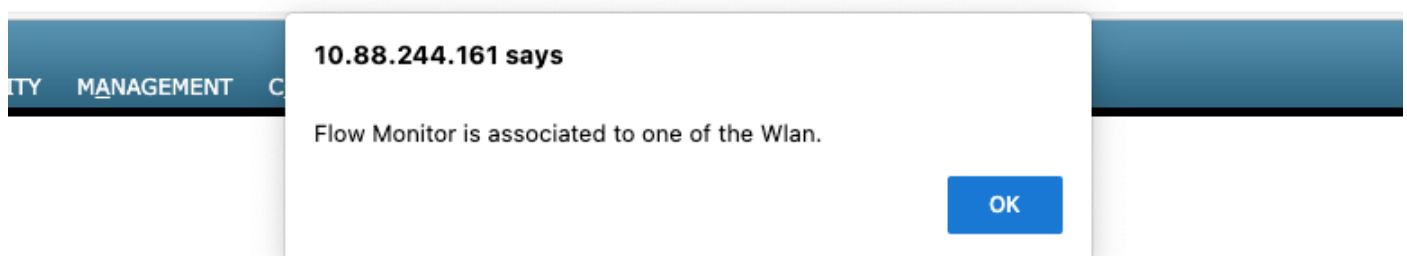 10.88.244.161 says
ITY MANAGEMENT C
Flow Monitor is associated to one of the Wlan.
OK